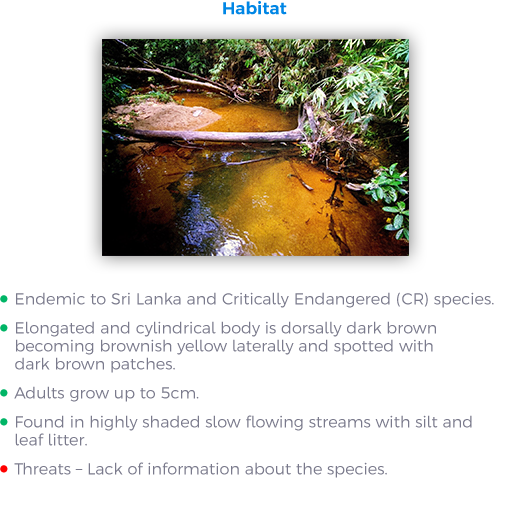 Habitat
Endemic to Sri Lanka and Critically Endangered (CR) species.
Elongated and cylindrical body is dorsally dark brown
becoming brownish yellow laterally and spotted with
dark brown patches.
Adults grow up to 5cm.
Found in highly shaded slow flowing streams with silt and
leaf litter.
Threats – Lack of information about the species.